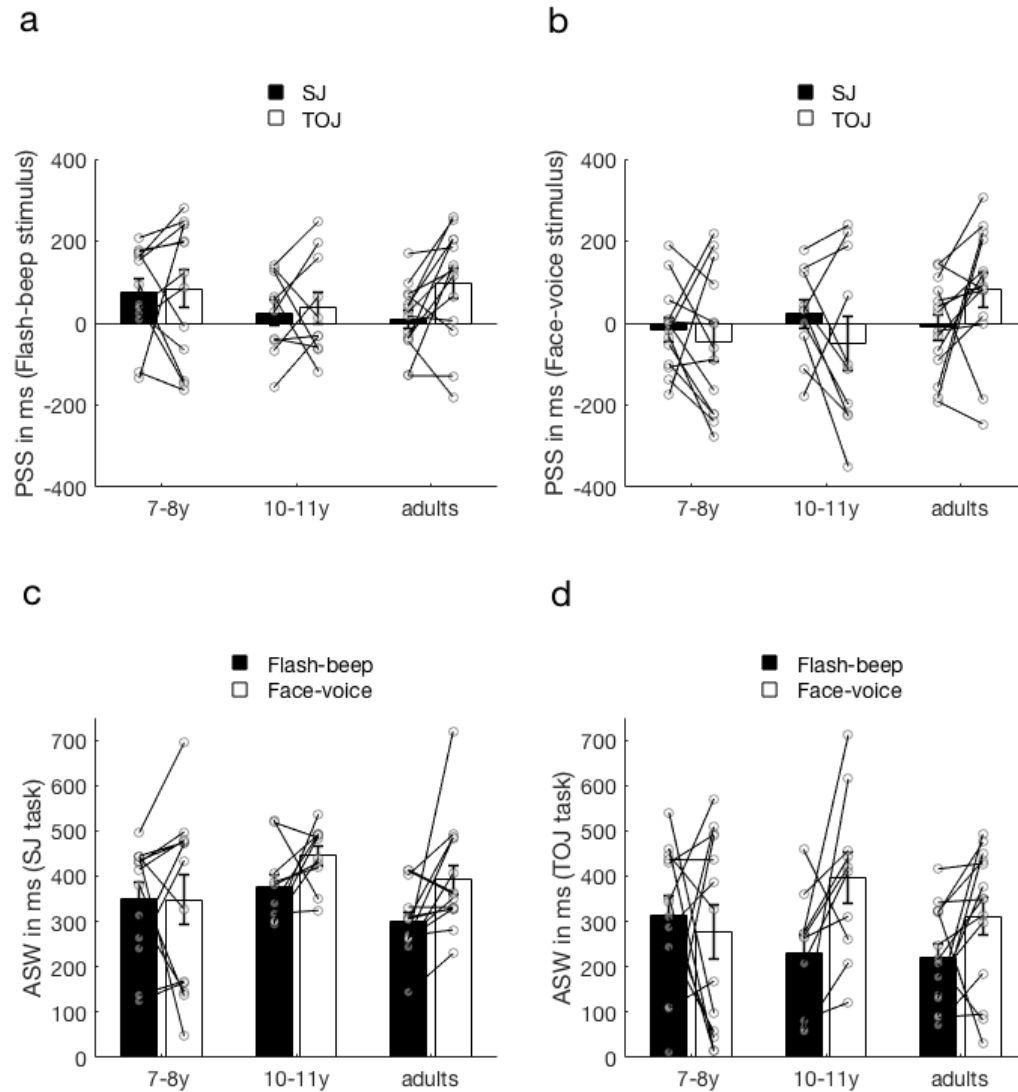 a
SJ
TOJ
PSS in ms (Flash-beep stimulus)
400
200
0
-200
-400
7-8y 10-11y adults
b
SJ
TOJ
PSS in ms (Face-voice stimulus)
400
200
0
-200
-400
7-8y 10-11y adults
c
Flash-beep
Face-voice
ASW in ms (SJ task)
700
600
500
400
300
200
100
0
7-8y 10-11y adults
d
Flash-beep
Face-voice
ASW in ms (TOJ task)
700
600
500
400
300
200
100
0
7-8y 10-11y adults